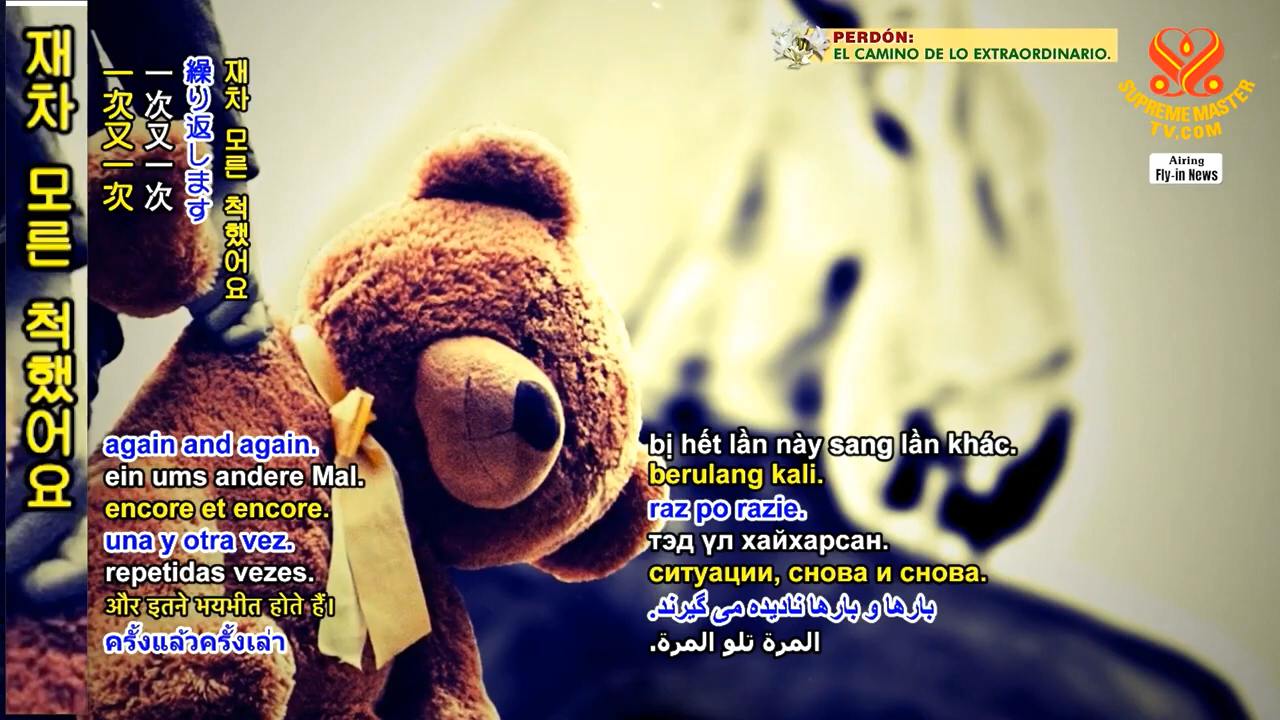 재차 모른 척했어요
一次又一次
一次又一次
繰り返します
재차 모른 척했어요
PERDÓN:
EL CAMINO DE LO EXTRAORDINARIO.
SUPREME MASTER
TV.COM
Airing
Fly-in News
again and again.
ein ums andere Mal.
encore et encore.
una y otra vez.
repetidas vezes.
और इतने भयभीत होते हैं।
ครั้งแล้วครั้งเล่า
bị hết lần này sang lần khác.
berulang kali.
raz po razie.
тэд үл хайхарсан.
ситуации, снова и снова.
بارها و بارها نادیده می گیرند.
المرة تلو المرة.